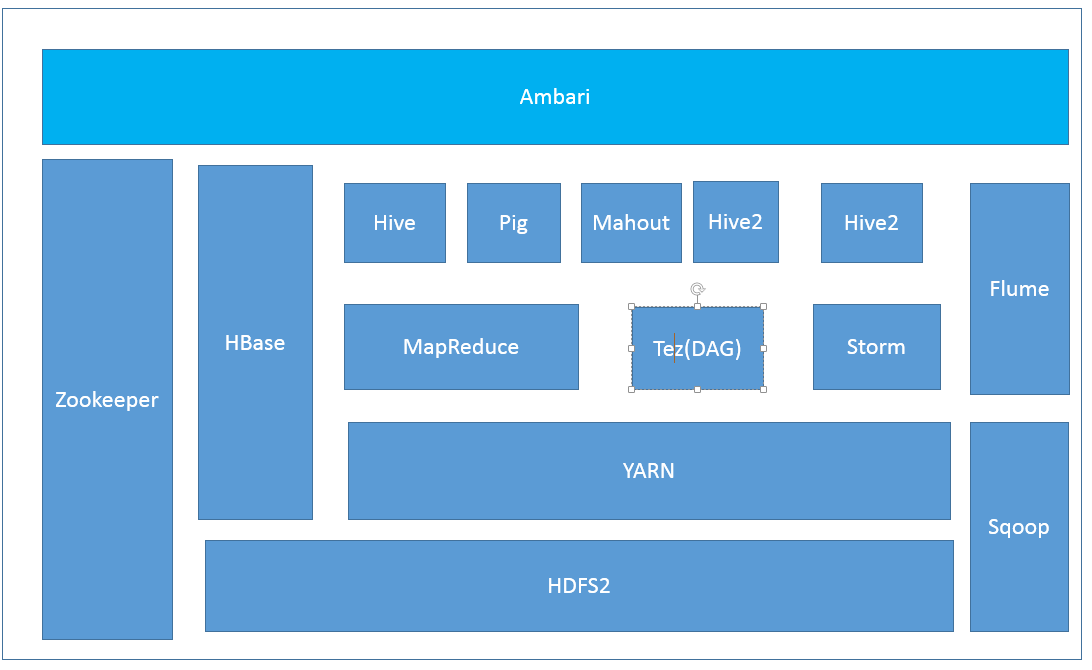 Ambari
Zookeeper
HBase
Hive
Pig
Mahout
Hive2
Hive2
Flume
MapReduce
Tez(DAG)
Storm
YARN
Sqoop
HDFS2